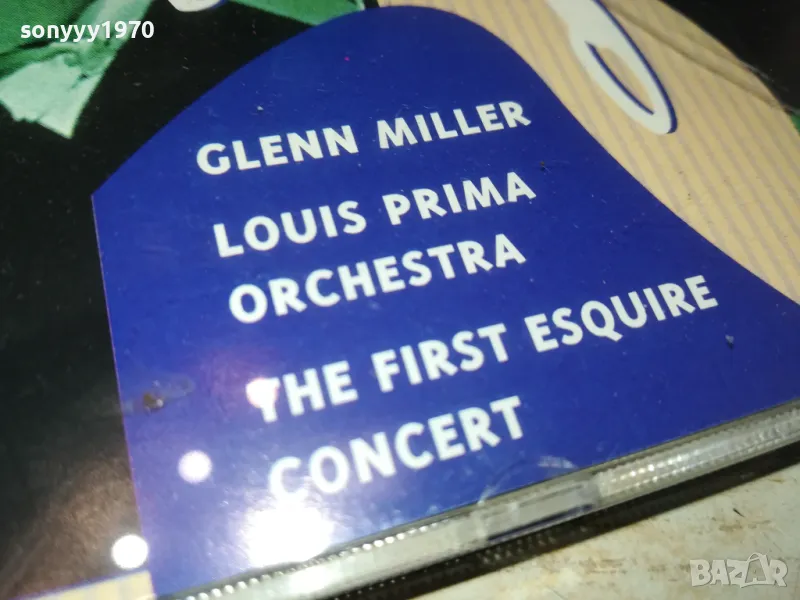 sonyyy1970
GLENN MILLER
LOUIS PRIMA
ORCHESTRA
THE FIRST ESQUIRE
CONCERT
BAZAR